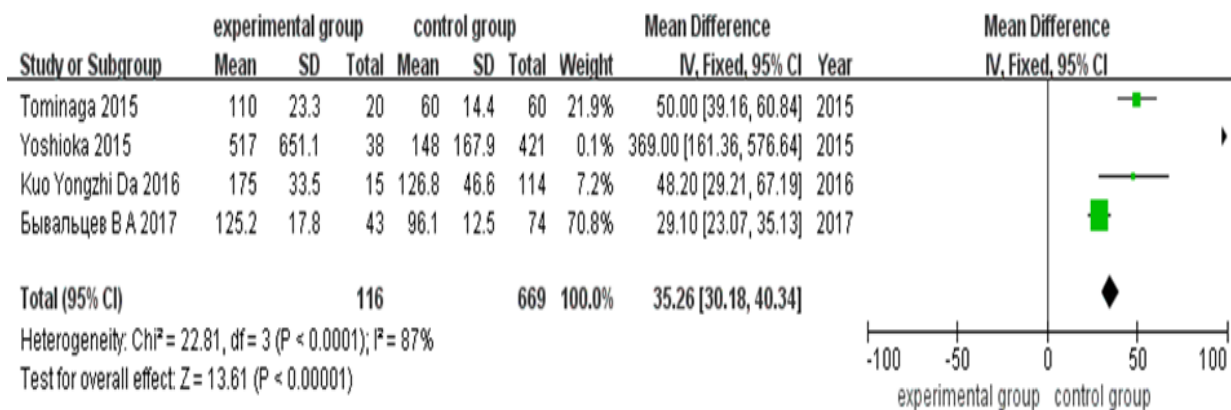 experimental group control group Mean Difference Mean Difference
Study or Subgroup Mean SD Total Mean SD Total Weight IV, Fixed, 95% CI Year IV, Fixed, 95% CI
Tominaga 2015 110 23.3 20 60 14.4 60 21.9% 50.00 [39.16, 60.84] 2015
Yoshioka 2015 517 651.1 38 148 167.9 421 0.1% 369.00 [161.36, 576.64] 2015
Kuo Yongzhi Da 2016 175 33.5 15 126.8 46.6 114 7.2% 48.20 [29.21, 67.19] 2016
Бывальцев В А 2017 125.2 17.8 43 96.1 12.5 74 70.8% 29.10 [23.07, 35.13] 2017
Total (95% CI) 116 669 100.0% 35.26 [30.18, 40.34]
Heterogeneity: Chi² = 22.81, df = 3 (P < 0.0001); I² = 87%
Test for overall effect: Z = 13.61 (P < 0.00001)
-100 -50 0 50 100
experimental group control group